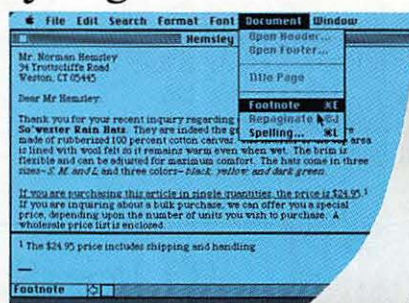 File Edit Search Format Font Document Window
Hemsley
Open Header...
Open Footer...
Title Page
Footnote ⌘E
Repaginate ⌘J
Spelling... ⌘L
Mr. Norman Hemsley
94 Trottscliffe Road
Weston, CT 05445
Dear Mr Hemsley:
Thank you for your recent inquiry regarding
So'wester Rain Hats. They are indeed the
made of rubberized 100 percent cotton canvas. area
is lined with wool felt so it remains warm even when wet. The brim is
flexible and can be adjusted for maximum comfort. The hats come in three
sizes- S, M, and L, and three colors- black, yellow, and dark green.
If you are purchasing this article in single quantities, the price is $24.95.¹
If you are inquiring about a bulk purchase, we can offer you a special
price, depending upon the number of units you wish to purchase. A
wholesale price list is enclosed.
¹ The $24.95 price includes shipping and handling
Footnote